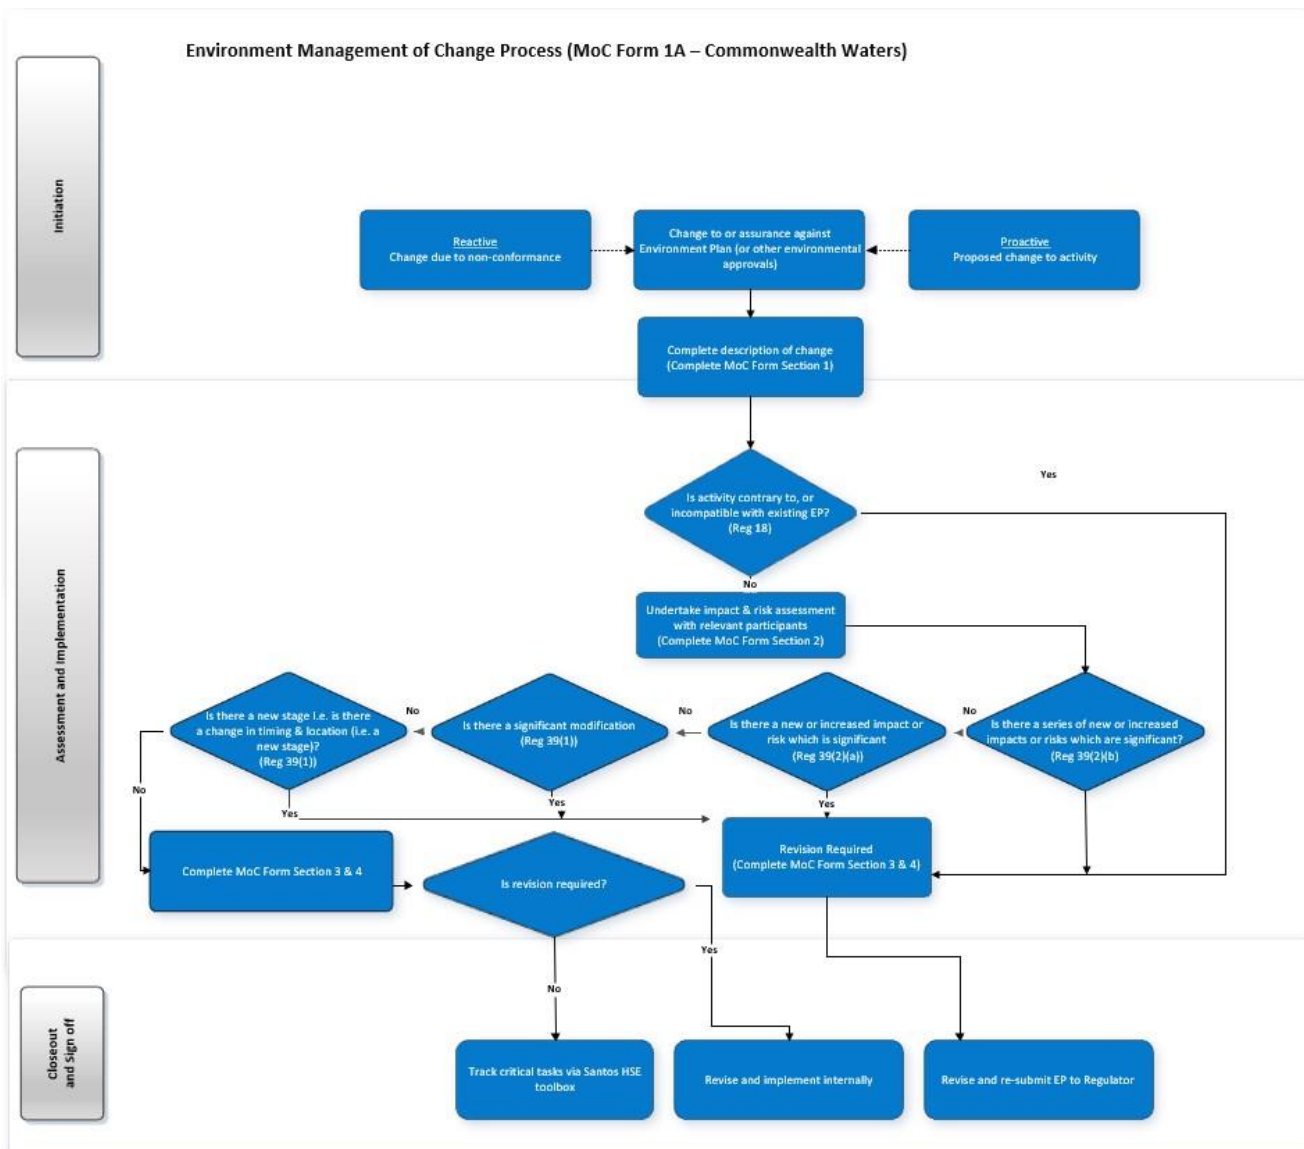 Environment Management of Change Process (MoC Form 1A – Commonwealth Waters)
Initiation
Reactive
Change due to non-conformance
Change to or assurance against
Environment Plan (or other environmental
approvals)
Proactive
Proposed change to activity
Complete description of change
(Complete MoC Form Section 1)
Assessment and Implementation
Is activity contrary to, or
incompatible with existing EP?
(Reg 18)
Yes
No
Undertake impact & risk assessment
with relevant participants
(Complete MoC Form Section 2)
Is there a series of new or increased
impacts or risks which are significant?
(Reg 39(2)(b)
No
Is there a new or increased impact or
risk which is significant
(Reg 39(2)(a))
No
Is there a significant modification
(Reg 39(1))
No
Is there a new stage i.e. is there
a change in timing & location (i.e. a
new stage)?
(Reg 39(1))
No
Yes
Yes
Yes
Complete MoC Form Section 3 & 4
Is revision required?
Revision Required
(Complete MoC Form Section 3 & 4)
Yes
No
Closeout
and Sign off
Track critical tasks via Santos HSE
toolbox
Revise and implement internally
Revise and re-submit EP to Regulator